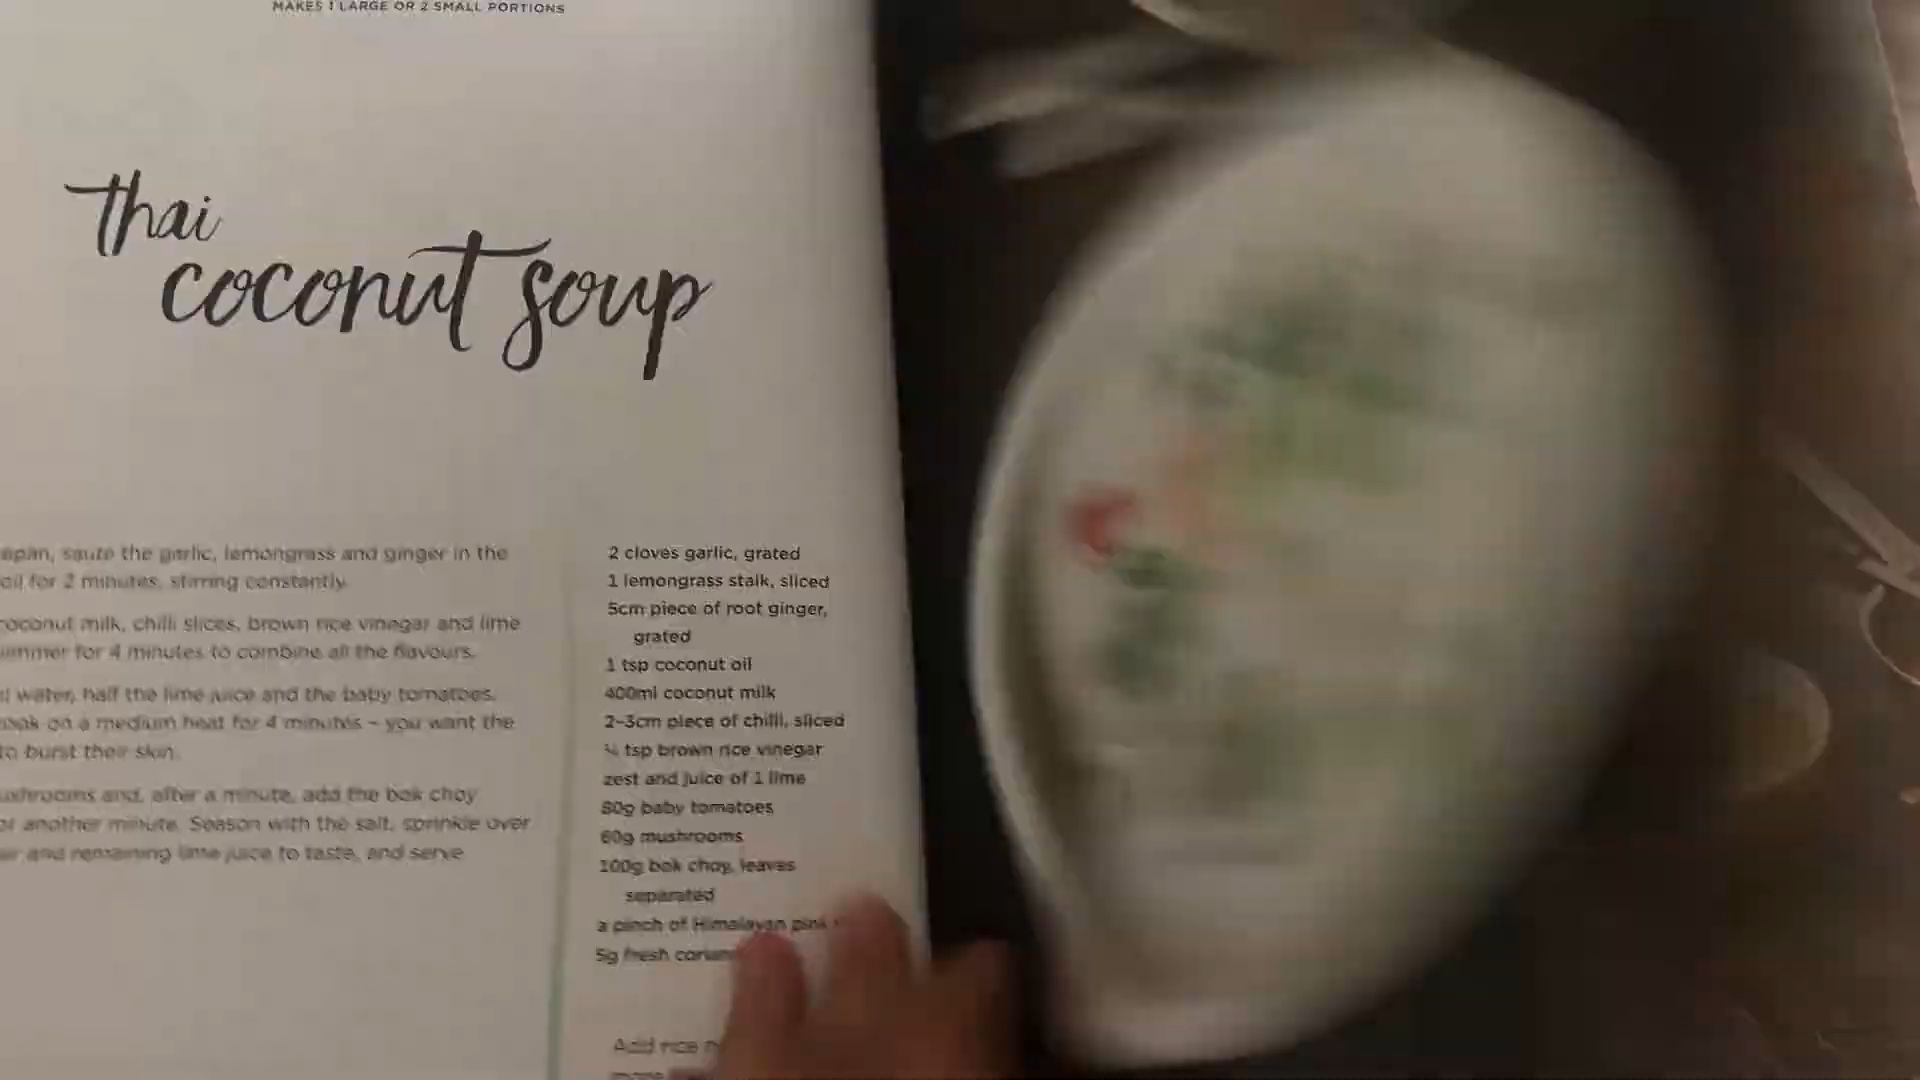 MAKES 1 LARGE OR 2 SMALL PORTIONS
thai
coconut soup
epan, saute the garlic, lemongrass and ginger in the
oil for 2 minutes, stirring constantly.
coconut milk, chilli slices, brown rice vinegar and lime
immer for 4 minutes to combine all the flavours.
water, half the lime juice and the baby tomatoes.
on a medium heat for 4 minutes – you want the
to burst their skin.
ushrooms and, after a minute, add the bok choy
or another minute. Season with the salt, sprinkle over
and remaining lime juice to taste, and serve
2 cloves garlic, grated
1 lemongrass stalk, sliced
5cm piece of root ginger,
grated
1 tsp coconut oil
400ml coconut milk
2–3cm piece of chilli, sliced
tsp brown rice vinegar
zest and juice of 1 lime
80g baby tomatoes
60g mushrooms
100g bok choy, leaves
separated
a pinch of Himalayan pink
5g fresh
Add rice